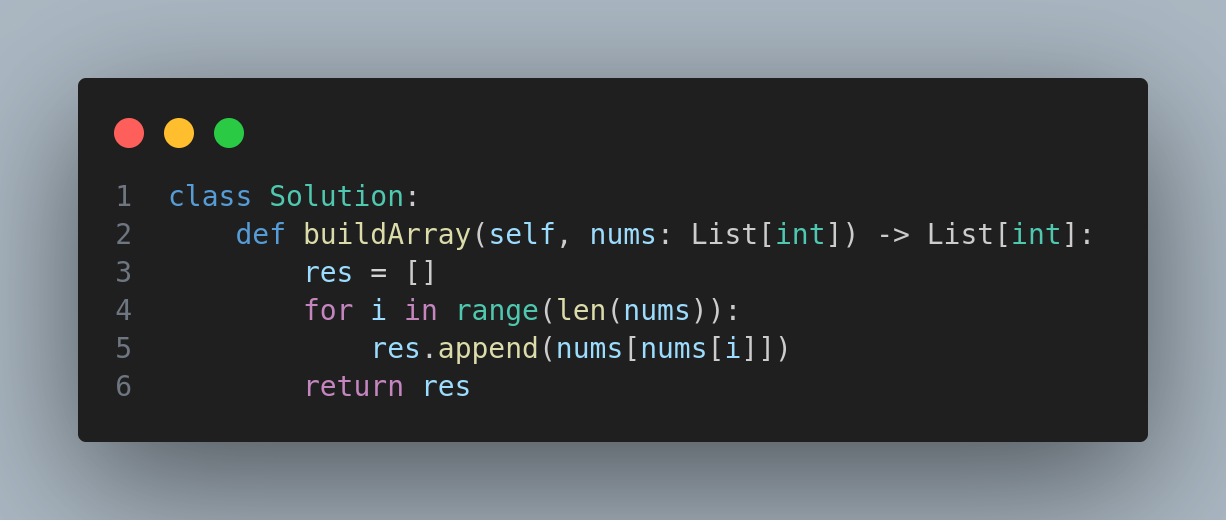 1 class Solution:
2     def buildArray(self, nums: List[int]) -> List[int]:
3         res = []
4         for i in range(len(nums)):
5             res.append(nums[nums[i]])
6         return res